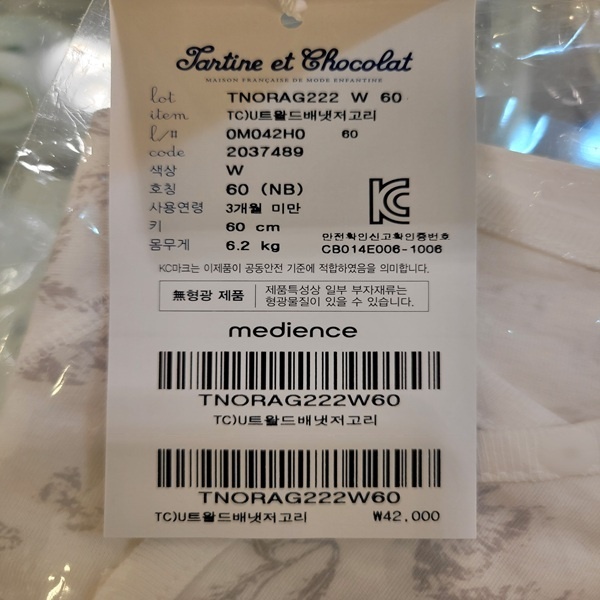 Tartine et Chocolat
MAISON FRANÇAISE DE MODE ENFANTINE
lot TNORAG222 W 60
item TC)U트왈드배냇저고리
l/# 0M042H0 60
code 2037489
색상 W
호칭 60 (NB)
사용연령 3개월 미만
키 60 cm
몸무게 6.2 kg
안전확인신고확인증번호
CB014E006-1006
KC마크는 이제품이 공동안전 기준에 적합하였음을 의미합니다.
無형광 제품
제품특성상 일부 부자재류는
형광물질이 있을 수 있습니다.
medience
TNORAG222W60
TC)U트왈드배냇저고리
TNORAG222W60
TC)U트왈드배냇저고리 ₩42,000